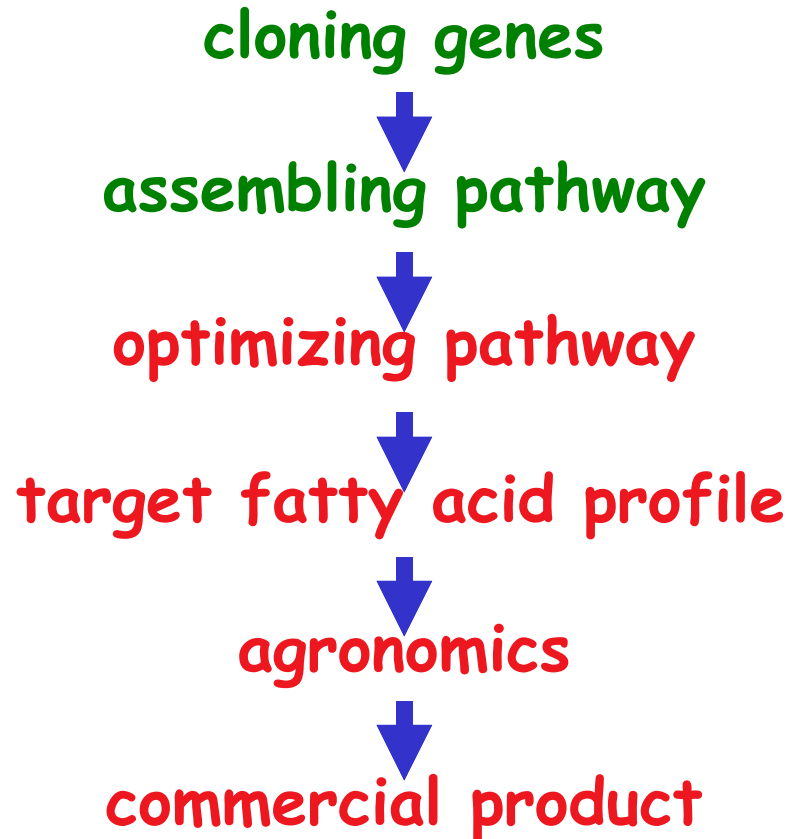 cloning genes
assembling pathway
optimizing pathway
target fatty acid profile
agronomics
commercial product